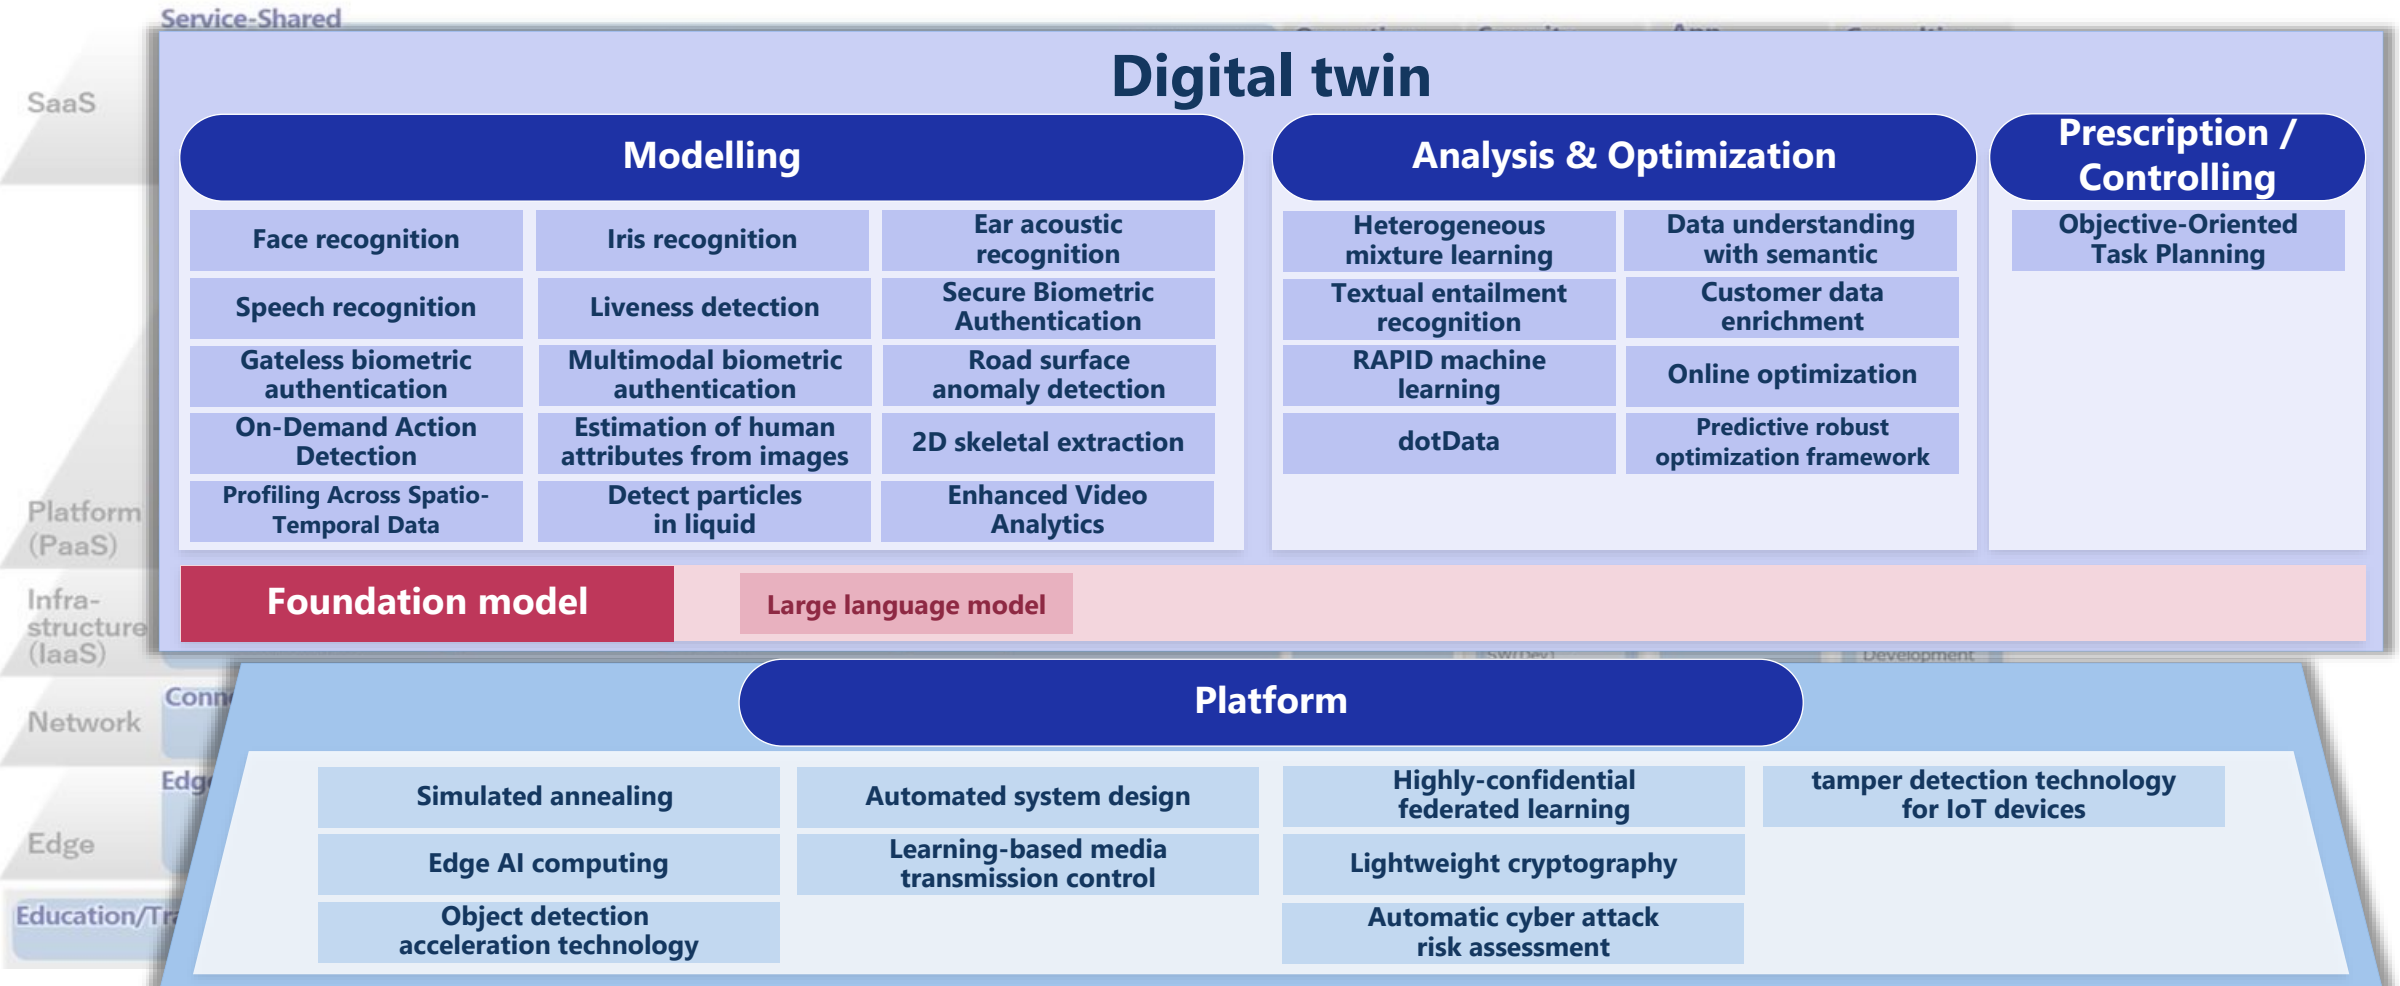 Service-Shared
SaaS
Platform
(PaaS)
Infra-
structure
(IaaS)
Network
Edge
Education/Tr
Digital twin
Modelling
Face recognition
Iris recognition
Ear acoustic
recognition
Speech recognition
Liveness detection
Secure Biometric
Authentication
Gateless biometric
authentication
Multimodal biometric
authentication
Road surface
anomaly detection
On-Demand Action
Detection
Estimation of human
attributes from images
2D skeletal extraction
Profiling Across Spatio-
Temporal Data
Detect particles
in liquid
Enhanced Video
Analytics
Analysis & Optimization
Heterogeneous
mixture learning
Data understanding
with semantic
Textual entailment
recognition
Customer data
enrichment
RAPID machine
learning
Online optimization
dotData
Predictive robust
optimization framework
Prescription /
Controlling
Objective-Oriented
Task Planning
Foundation model
Large language model
SW(Dev)
Development
Conn
Edg
Platform
Simulated annealing
Automated system design
Highly-confidential
federated learning
tamper detection technology
for IoT devices
Edge AI computing
Learning-based media
transmission control
Lightweight cryptography
Object detection
acceleration technology
Automatic cyber attack
risk assessment